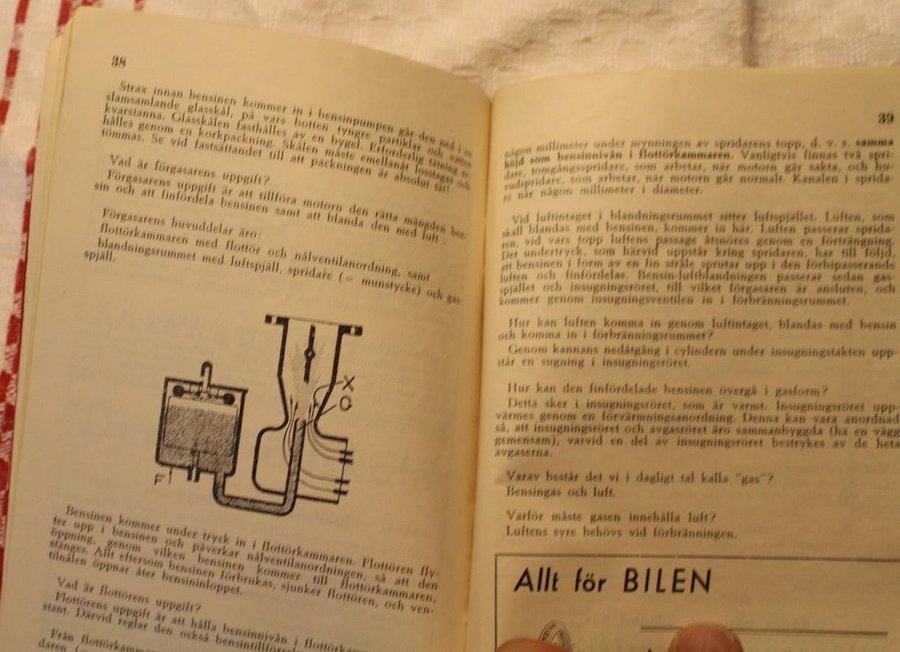 38
Strax innan bensinen kommer in i bensinpumpen går den ned i en
slamsamlande glasskål, på vars botten tyngre partiklar och vatten
kvarstanna. Glasskålen fasthålles av en bygel. Erforderlig tätning er-
hålles genom en korkpackning. Skålen måste emellanåt losstagas och
tömmas. Se vid fastsättandet till att packningen är absolut tät!
Vad är förgasarens uppgift?
Förgasarens uppgift är att tillföra motorn den rätta mängden ben-
sin och att finfördela bensinen samt att blanda den med luft.
Förgasarens huvuddelar äro:
flottörkammaren med flottör och nålventilanordning, samt
blandningsrummet med luftspjäll, spridare (= munstycke) och gas-
spjäll.
X
O
F
Bensinen kommer under tryck in i flottörkammaren. Flottören fly-
ter upp i bensinen och påverkar nålventilanordningen, så att den
öppning, genom vilken bensinen kommer till flottörkammaren,
stänges. Allt eftersom bensinen förbrukas, sjunker flottören, och ven-
tilnålen öppnar åter bensininloppet.
Vad är flottörens uppgift?
Flottörens uppgift är att hålla bensinnivån i flottörkammaren
stant. Därvid reglar den också bensintillförseln
Från flottörkammaren
daren
39
någon millimeter under mynningen av spridarens topp, d. v. s. samma
höjd som bensinnivån i flottörkammaren. Vanligtvis finnas två spri-
dare, tomgångsspridare, som arbetar, när motorn går sakta, och hu-
vudspridare, som arbetar, när motorn går normalt. Kanalen i sprida-
re när någon millimeter i diameter.
Vid luftintaget i blandningsrummet sitter luftspjället. Luften, som
skall blandas med bensinen, kommer in här. Luften passerar sprida-
ren, vid vars topp luftens passage åtsnöres genom en förträngning.
Det undertryck, som härvid uppstår kring spridaren, har till följd,
att bensinen i form av en fin stråle sprutar upp i den förbipasserande
luften och finfördelas. Bensin-luftblandningen passerar sedan gas-
spjället och insugningsröret, till vilket förgasaren är ansluten, och
kommer genom insugningsventilen in i förbränningsrummet.
Hur kan luften komma in genom luftintaget, blandas med bensin
och komma in i förbränningsrummet?
Genom kannans nedåtgång i cylindern under insugningstakten upp-
står en sugning i insugningsröret.
Hur kan den finfördelade bensinen övergå i gasform?
Detta sker i insugningsröret, som är varmt. Insugningsröret upp-
värmes genom en förvärmningsanordning. Denna kan vara anordnad
så, att insugningsröret och avgasröret äro sammanbyggda (ha en vägg
gemensam), varvid en del av insugningsröret bestrykes av de heta
avgaserna.
Varav består det vi i dagligt tal kalla "gas"?
Bensingas och luft.
Varför måste gasen innehålla luft?
Luftens syre behövs vid förbränningen.
Allt för BILEN